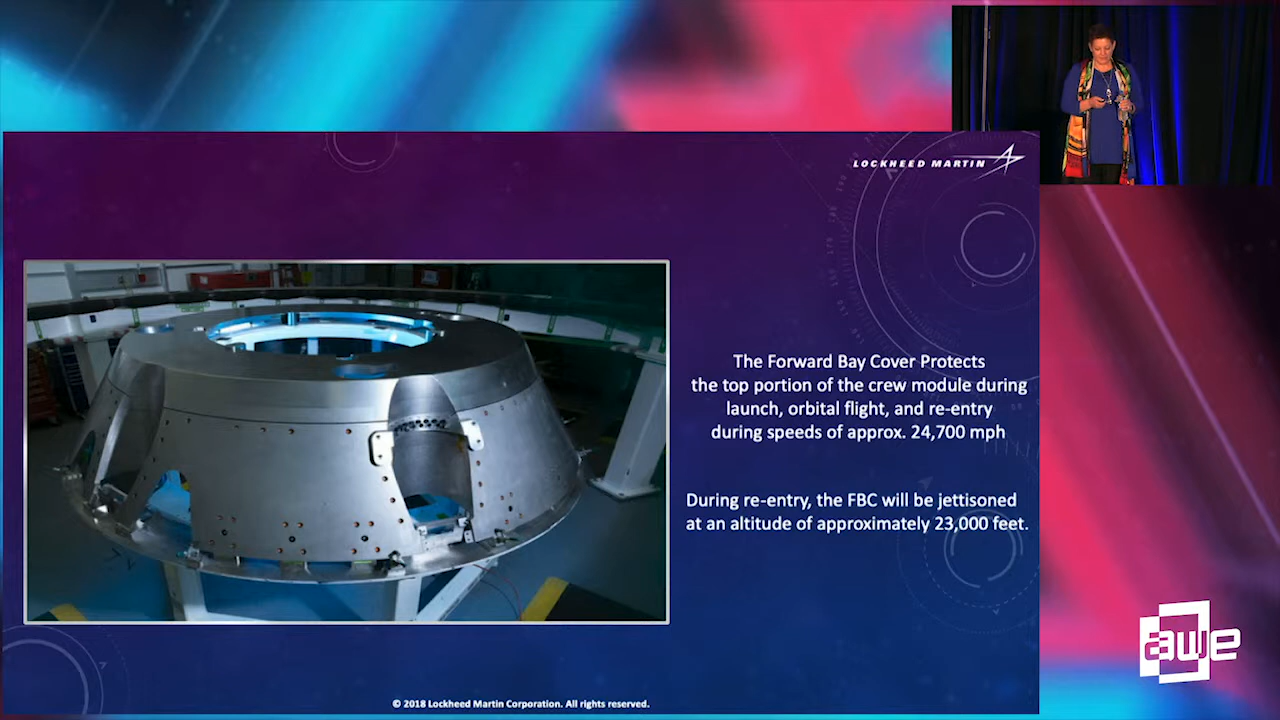 LOCKHEED MARTIN
The Forward Bay Cover Protects
the top portion of the crew module during
launch, orbital flight, and re-entry
during speeds of approx. 24,700 mph
During re-entry, the FBC will be jettisoned
at an altitude of approximately 23,000 feet.
awe
© 2018 Lockheed Martin Corporation. All rights reserved.